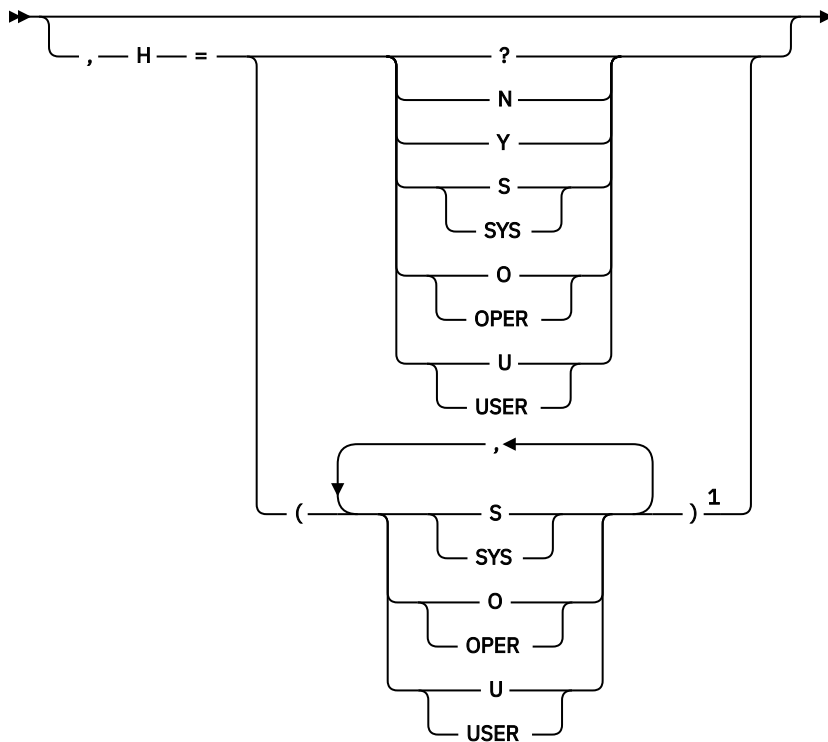 , H = ?
N
Y
S
SYS
O
OPER
U
USER
,
( S ) 1
SYS
O
OPER
U
USER